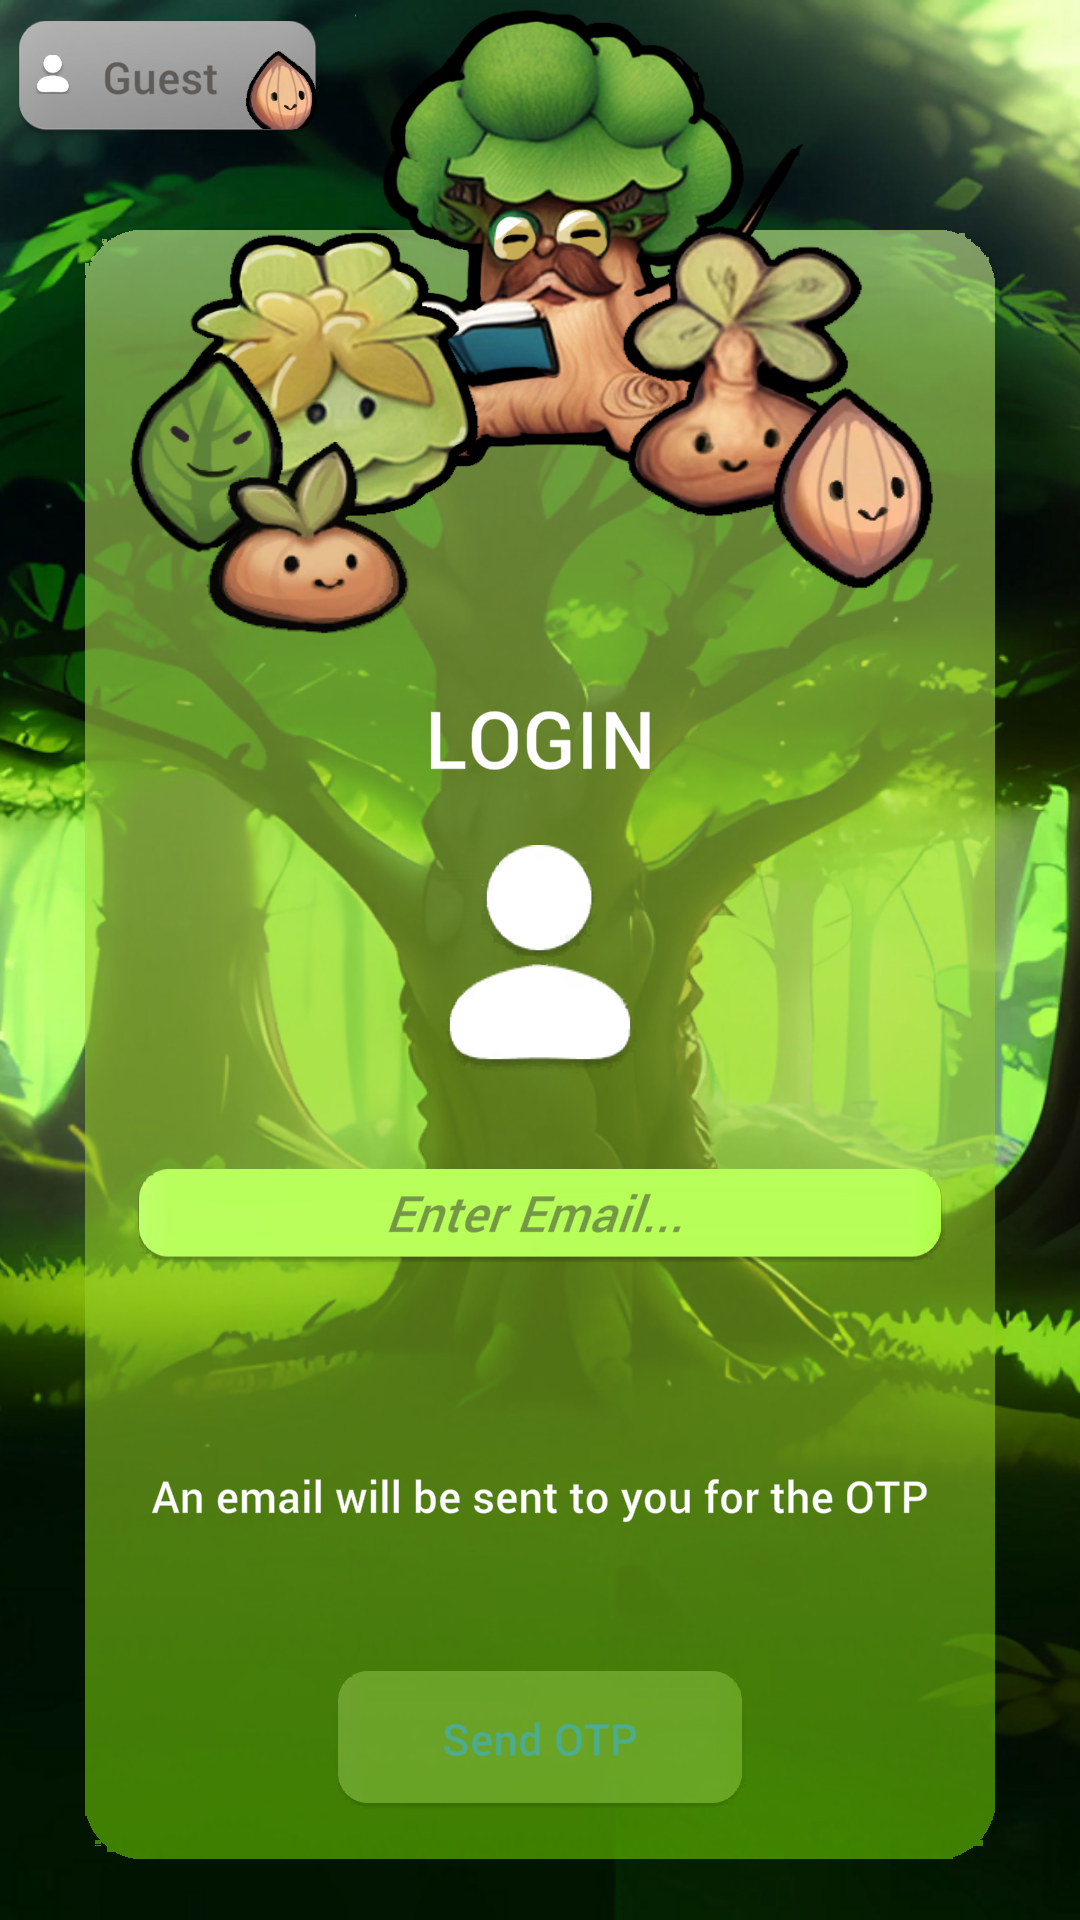 Guest
LOGIN
Enter Email...
An email will be sent to you for the OTP
Send OTP